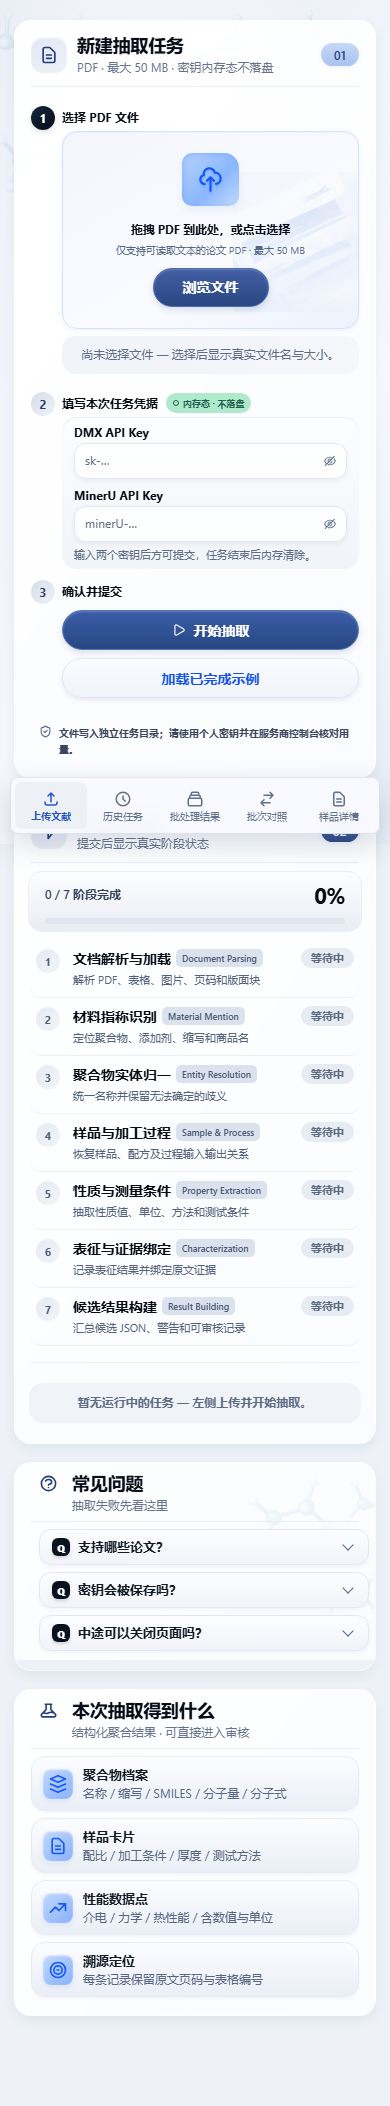 新建抽取任务
PDF · 最大 50 MB · 密钥内存态不落盘
01
1 选择 PDF 文件
拖拽 PDF 到此处，或点击选择
仅支持可读取文本的论文 PDF · 最大 50 MB
浏览文件
尚未选择文件 — 选择后显示真实文件名与大小。
2 填写本次任务凭据 内存态 · 不落盘
DMX API Key
sk-...
MinerU API Key
minerU-...
输入两个密钥后方可提交，任务结束后内存清除。
3 确认并提交
开始抽取
加载已完成示例
文件写入独立任务目录；请使用个人密钥并在服务商控制台核对用
量。
上传文献 历史任务 批处理结果 批次对照 样品详情
提交后显示真实阶段状态
0 / 7 阶段完成 0%
1 文档解析与加载 Document Parsing 等待中
解析 PDF、表格、图片、页码和版面块
2 材料指称识别 Material Mention 等待中
定位聚合物、添加剂、缩写和商品名
3 聚合物实体归一 Entity Resolution 等待中
统一名称并保留无法确定的歧义
4 样品与加工过程 Sample & Process 等待中
恢复样品、配方及过程输入输出关系
5 性质与测量条件 Property Extraction 等待中
抽取性质值、单位、方法和测试条件
6 表征与证据绑定 Characterization 等待中
记录表征结果并绑定原文证据
7 候选结果构建 Result Building 等待中
汇总候选 JSON、警告和可审核记录
暂无运行中的任务 — 左侧上传并开始抽取。
常见问题
抽取失败先看这里
Q 支持哪些论文？
Q 密钥会被保存吗？
Q 中途可以关闭页面吗？
本次抽取得到什么
结构化聚合结果 · 可直接进入审核
聚合物档案
名称 / 缩写 / SMILES / 分子量 / 分子式
样品卡片
配比 / 加工条件 / 厚度 / 测试方法
性能数据点
介电 / 力学 / 热性能 / 含数值与单位
溯源定位
每条记录保留原文页码与表格编号